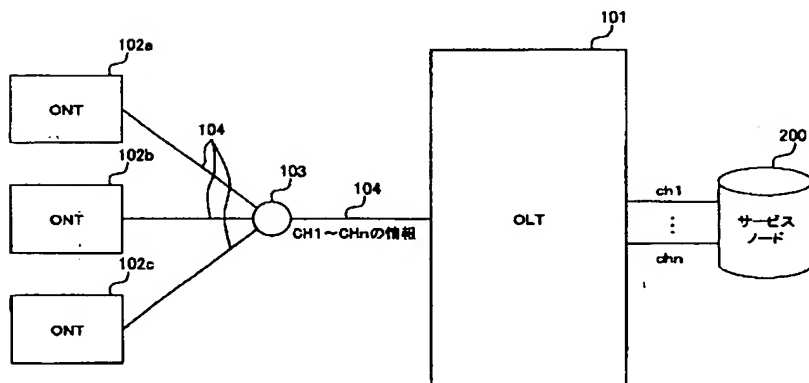 101
102a
ONT
104
102b
200
103
ONT
104
ch1
OLT
⋮
サービス
ノード
CH1〜CHnの情報
chn
102c
ONT